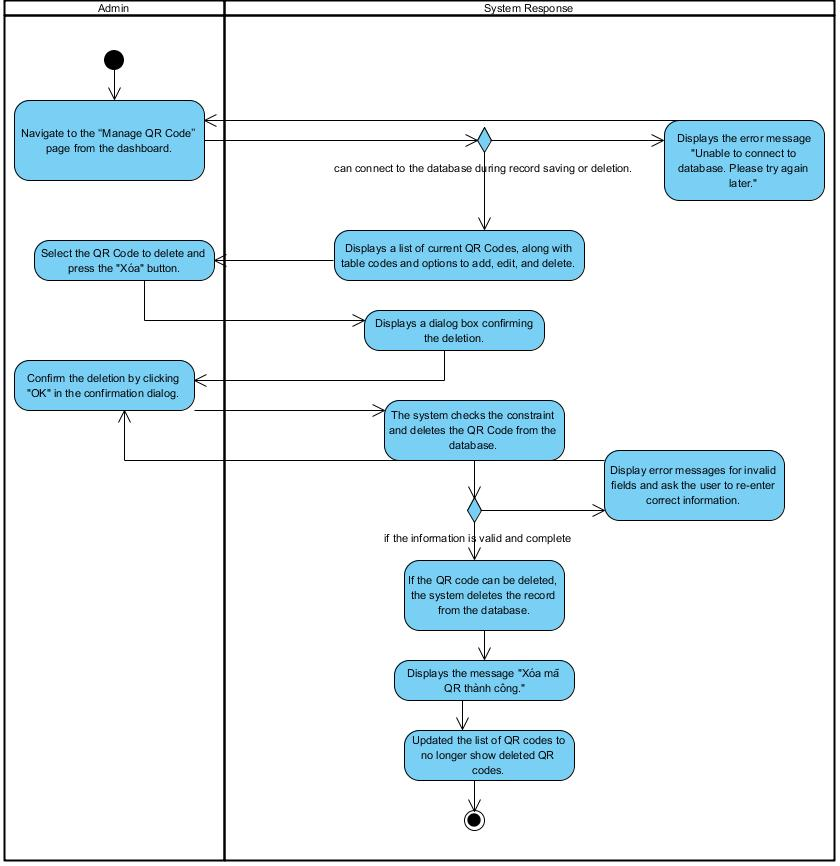 Admin
System Response
Navigate to the "Manage QR Code"
page from the dashboard.
Displays the error message
"Unable to connect to
database. Please try again
later."
can connect to the database during record saving or deletion.
Displays a list of current QR Codes, along with
table codes and options to add, edit, and delete.
Select the QR Code to delete and
press the "Xóa" button.
Displays a dialog box confirming
the deletion.
Confirm the deletion by clicking
"OK" in the confirmation dialog.
The system checks the constraint
and deletes the QR Code from the
database.
Display error messages for invalid
fields and ask the user to re-enter
correct information.
if the information is valid and complete
If the QR code can be deleted,
the system deletes the record
from the database.
Displays the message "Xóa mã
QR thành công."
Updated the list of QR codes to
no longer show deleted QR
codes.